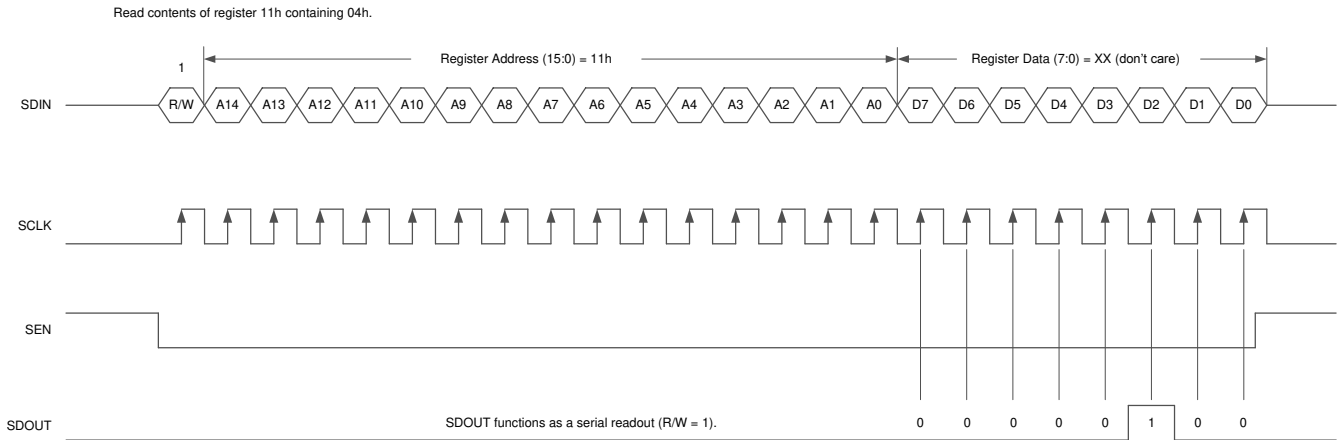 Read contents of register 11h containing 04h.
1
Register Address (15:0) = 11h
Register Data (7:0) = XX (don't care)
SDIN
R/W A14 A13 A12 A11 A10 A9 A8 A7 A6 A5 A4 A3 A2 A1 A0 D7 D6 D5 D4 D3 D2 D1 D0
SCLK
SEN
SDOUT
SDOUT functions as a serial readout (R/W = 1).
0 0 0 0 0 1 0 0